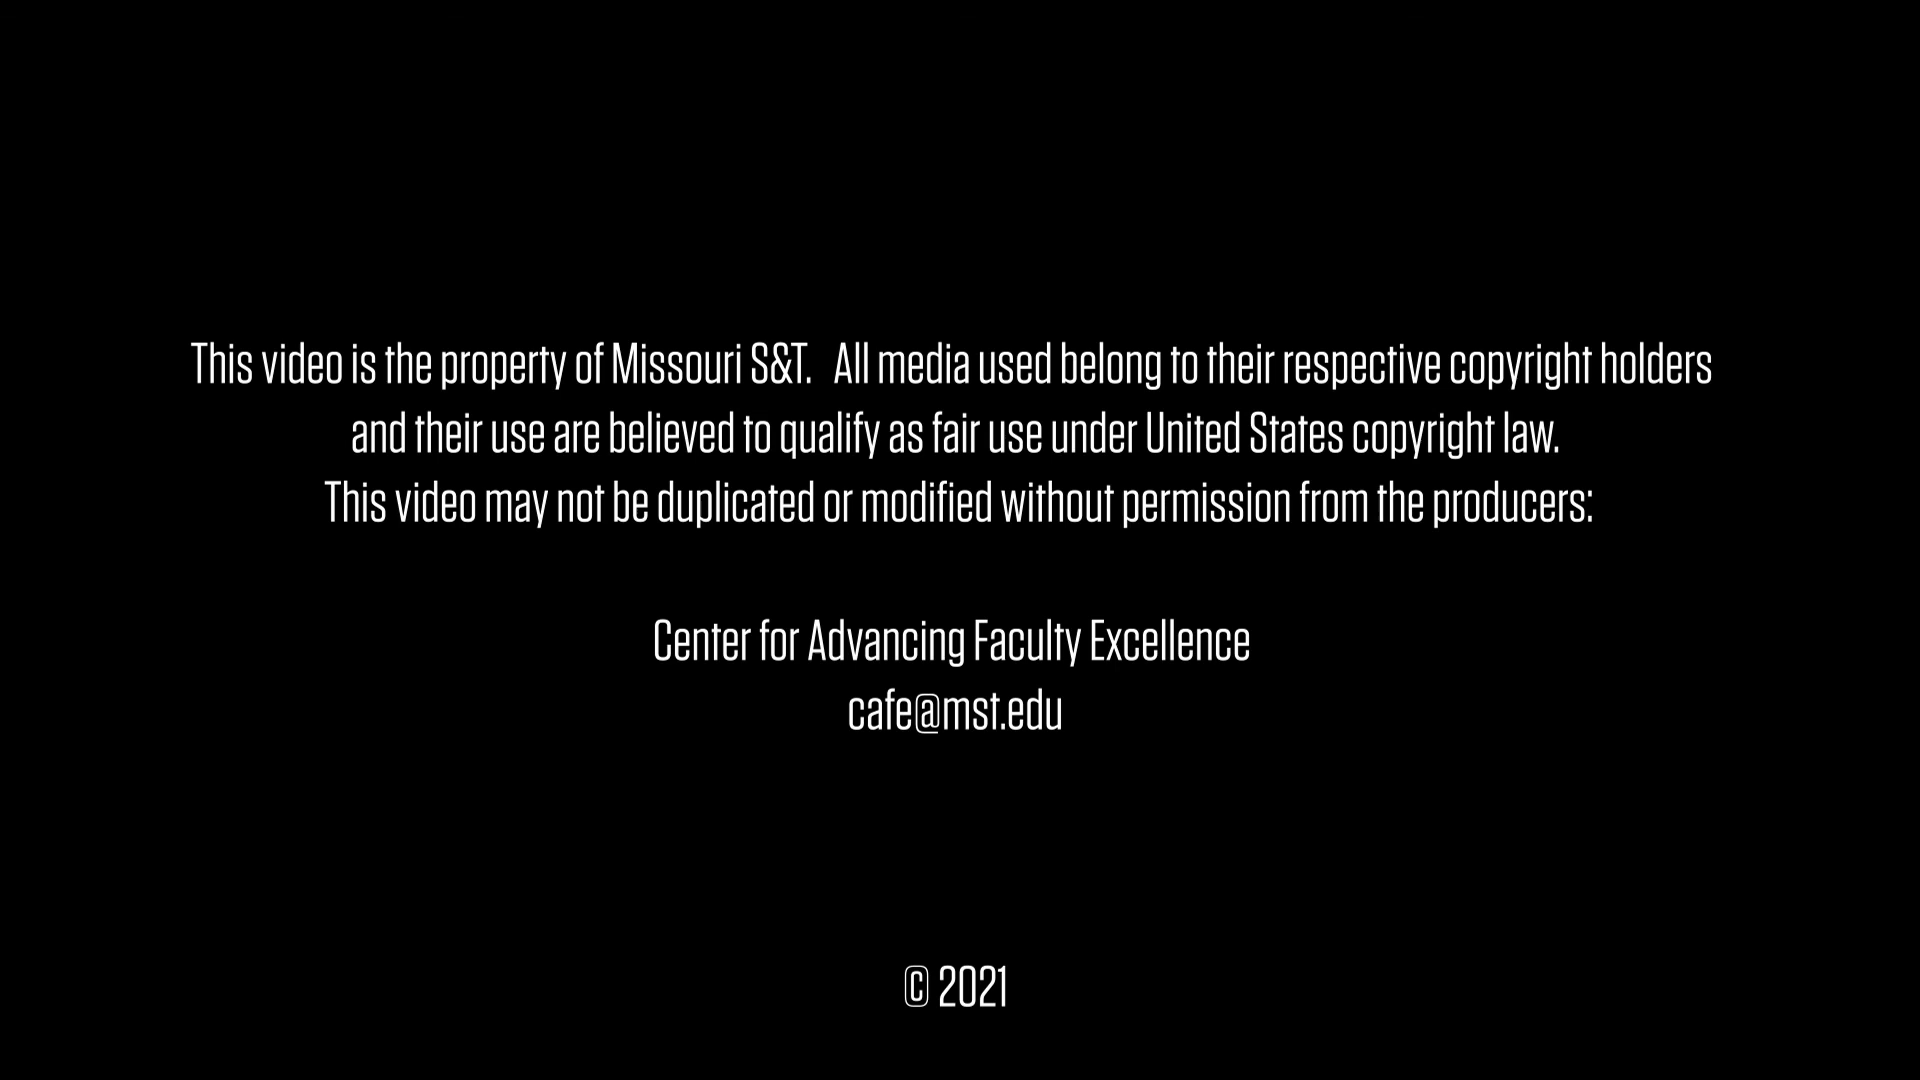 This video is the property of Missouri S&T.  All media used belong to their respective copyright holders
and their use are believed to qualify as fair use under United States copyright law.
This video may not be duplicated or modified without permission from the producers:
Center for Advancing Faculty Excellence
cafe@mst.edu
© 2021